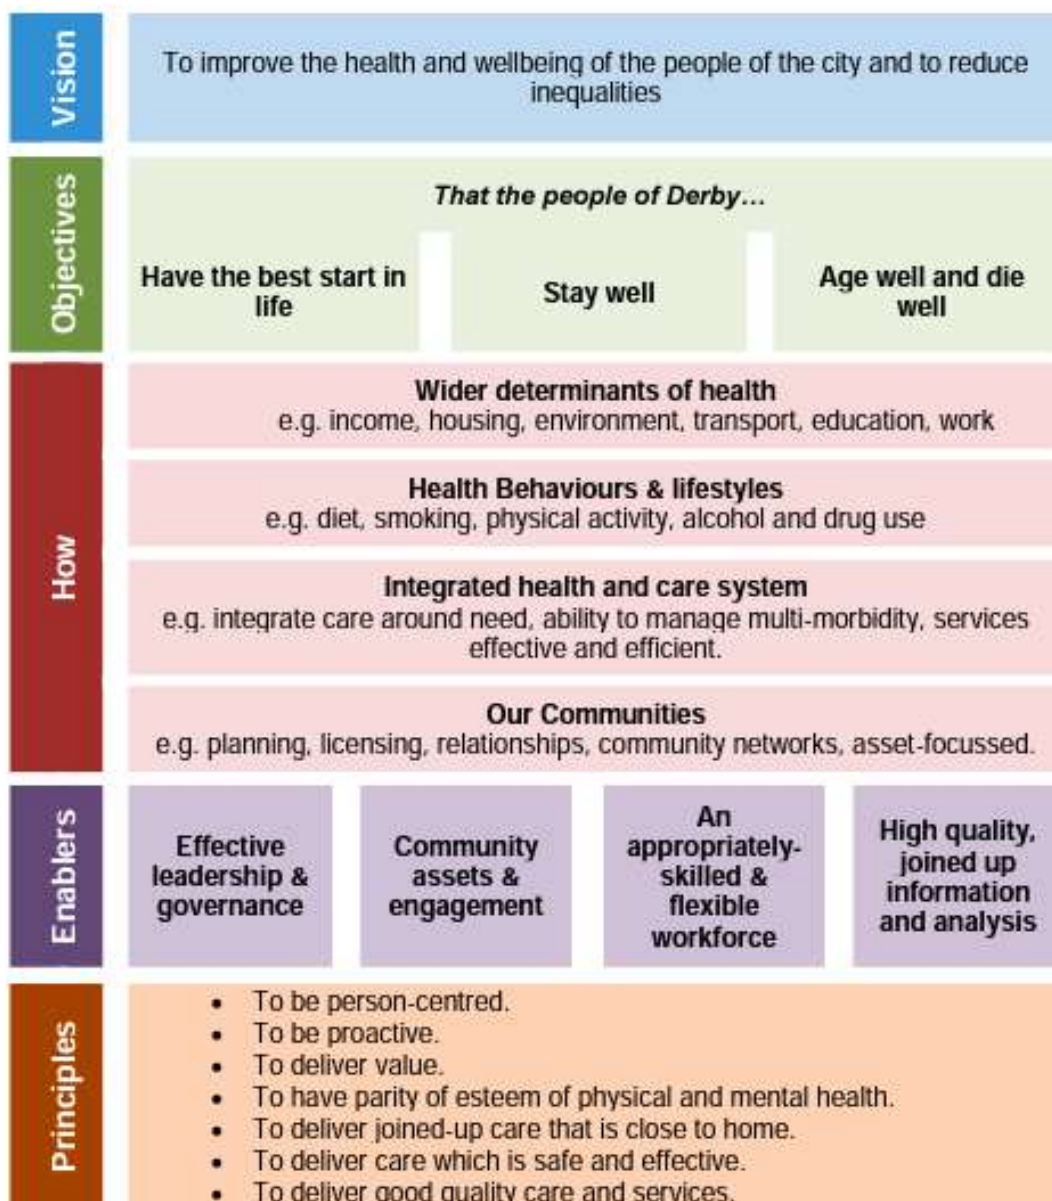 Vision
To improve the health and wellbeing of the people of the city and to reduce
inequalities
Objectives
That the people of Derby…
Have the best start in
life
Stay well
Age well and die
well
How
Wider determinants of health
e.g. income, housing, environment, transport, education, work
Health Behaviours & lifestyles
e.g. diet, smoking, physical activity, alcohol and drug use
Integrated health and care system
e.g. integrate care around need, ability to manage multi-morbidity, services
effective and efficient.
Our Communities
e.g. planning, licensing, relationships, community networks, asset-focussed.
Enablers
Effective
leadership &
governance
Community
assets &
engagement
An
appropriately-
skilled &
flexible
workforce
High quality,
joined up
information
and analysis
Principles
• To be person-centred.
• To be proactive.
• To deliver value.
• To have parity of esteem of physical and mental health.
• To deliver joined-up care that is close to home.
• To deliver care which is safe and effective.
• To deliver good quality care and services.